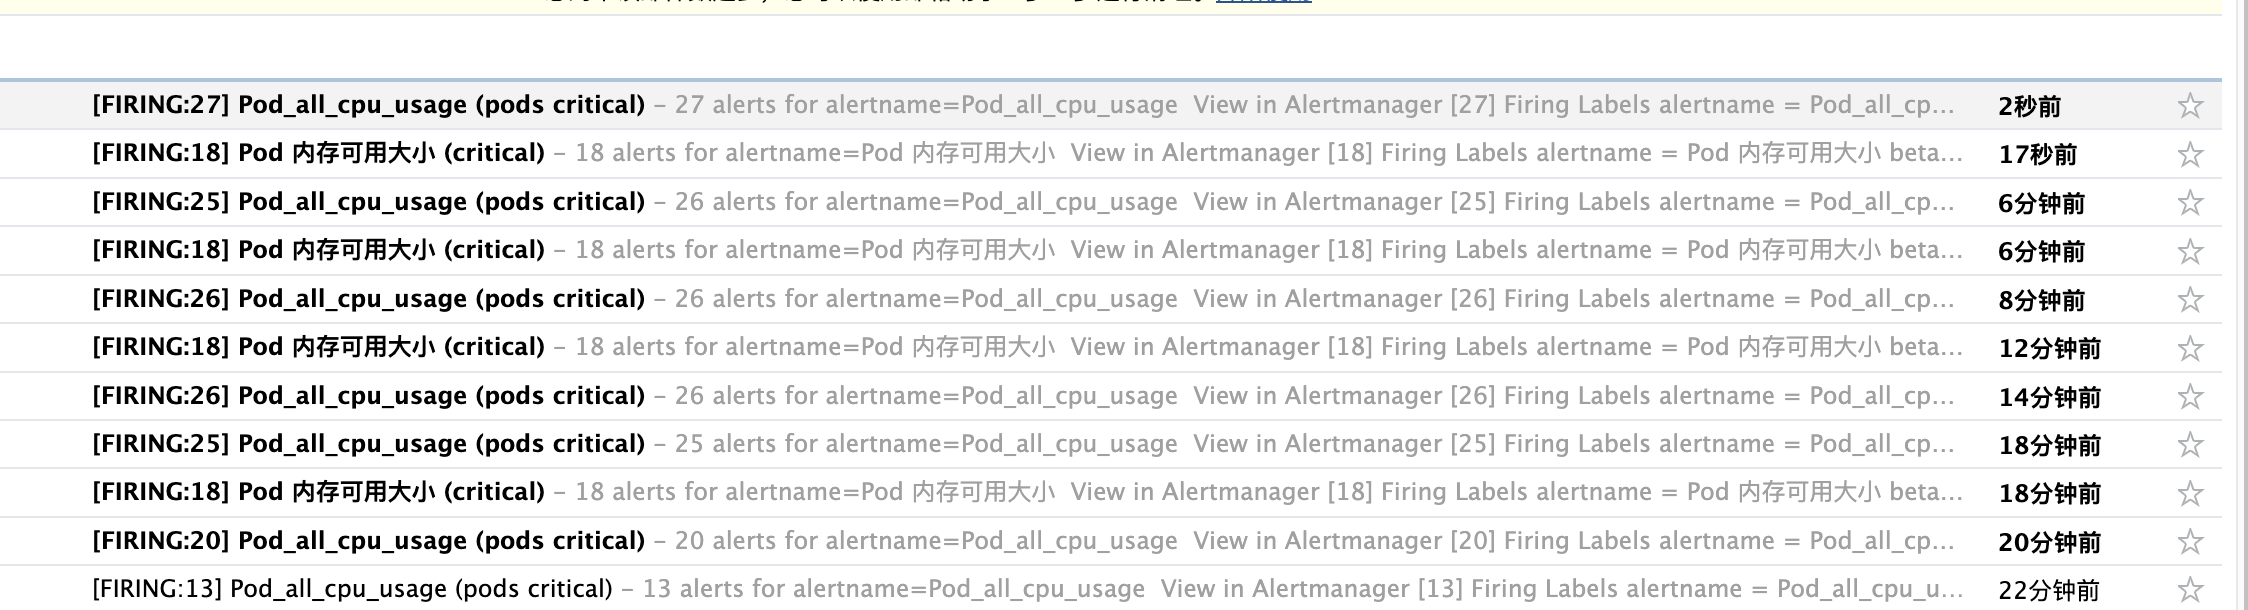 [FIRING:27] Pod_all_cpu_usage (pods critical) – 27 alerts for alertname=Pod_all_cpu_usage View in Alertmanager [27] Firing Labels alertname = Pod_all_cp… 2秒前
[FIRING:18] Pod 内存可用大小 (critical) – 18 alerts for alertname=Pod 内存可用大小 View in Alertmanager [18] Firing Labels alertname = Pod 内存可用大小 beta… 17秒前
[FIRING:25] Pod_all_cpu_usage (pods critical) – 26 alerts for alertname=Pod_all_cpu_usage View in Alertmanager [25] Firing Labels alertname = Pod_all_cp… 6分钟前
[FIRING:18] Pod 内存可用大小 (critical) – 18 alerts for alertname=Pod 内存可用大小 View in Alertmanager [18] Firing Labels alertname = Pod 内存可用大小 beta… 6分钟前
[FIRING:26] Pod_all_cpu_usage (pods critical) – 26 alerts for alertname=Pod_all_cpu_usage View in Alertmanager [26] Firing Labels alertname = Pod_all_cp… 8分钟前
[FIRING:18] Pod 内存可用大小 (critical) – 18 alerts for alertname=Pod 内存可用大小 View in Alertmanager [18] Firing Labels alertname = Pod 内存可用大小 beta… 12分钟前
[FIRING:26] Pod_all_cpu_usage (pods critical) – 26 alerts for alertname=Pod_all_cpu_usage View in Alertmanager [26] Firing Labels alertname = Pod_all_cp… 14分钟前
[FIRING:25] Pod_all_cpu_usage (pods critical) – 25 alerts for alertname=Pod_all_cpu_usage View in Alertmanager [25] Firing Labels alertname = Pod_all_cp… 18分钟前
[FIRING:18] Pod 内存可用大小 (critical) – 18 alerts for alertname=Pod 内存可用大小 View in Alertmanager [18] Firing Labels alertname = Pod 内存可用大小 beta… 18分钟前
[FIRING:20] Pod_all_cpu_usage (pods critical) – 20 alerts for alertname=Pod_all_cpu_usage View in Alertmanager [20] Firing Labels alertname = Pod_all_cp… 20分钟前
[FIRING:13] Pod_all_cpu_usage (pods critical) – 13 alerts for alertname=Pod_all_cpu_usage View in Alertmanager [13] Firing Labels alertname = Pod_all_cpu_u… 22分钟前